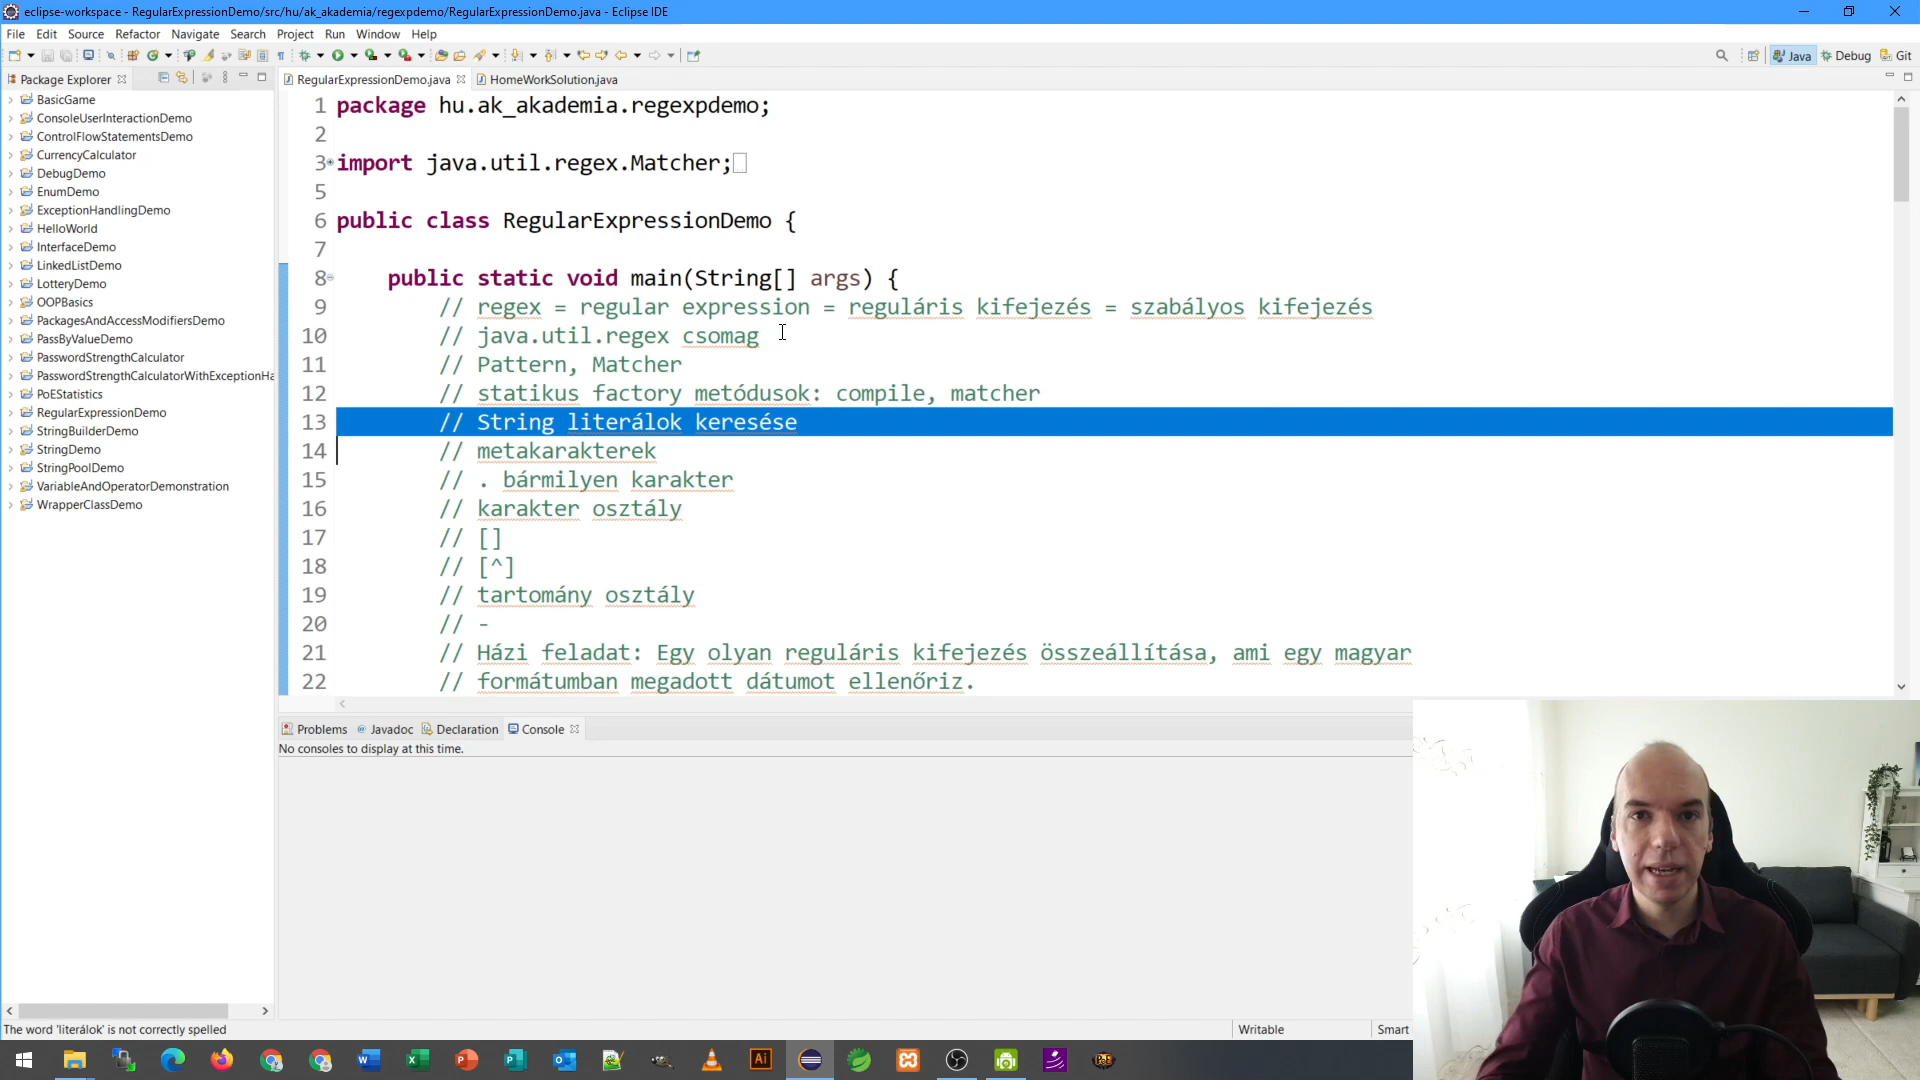 eclipse-workspace - RegularExpressionDemo/src/hu/ak_akademia/regexpdemo/RegularExpressionDemo.java - Eclipse IDE
File Edit Source Refactor Navigate Search Project Run Window Help
Java Debug Git
Package Explorer
RegularExpressionDemo.java HomeWorkSolution.java
BasicGame
ConsoleUserInteractionDemo
ControlFlowStatementsDemo
CurrencyCalculator
DebugDemo
EnumDemo
ExceptionHandlingDemo
HelloWorld
InterfaceDemo
LinkedListDemo
LotteryDemo
OOPBasics
PackagesAndAccessModifiersDemo
PassByValueDemo
PasswordStrengthCalculator
PasswordStrengthCalculatorWithExceptionHa
PoEStatistics
RegularExpressionDemo
StringBuilderDemo
StringDemo
StringPoolDemo
VariableAndOperatorDemonstration
WrapperClassDemo
1 package hu.ak_akademia.regexpdemo;
2
3 import java.util.regex.Matcher;
5
6 public class RegularExpressionDemo {
7
8 public static void main(String[] args) {
9 // regex = regular expression = reguláris kifejezés = szabályos kifejezés
10 // java.util.regex csomag
11 // Pattern, Matcher
12 // statikus factory metódusok: compile, matcher
13 // String literálok keresése
14 // metakarakterek
15 // . bármilyen karakter
16 // karakter osztály
17 // []
18 // [^]
19 // tartomány osztály
20 // -
21 // Házi feladat: Egy olyan reguláris kifejezés összeállítása, ami egy magyar
22 // formátumban megadott dátumot ellenőriz.
Problems Javadoc Declaration Console
No consoles to display at this time.
The word 'literálok' is not correctly spelled
Writable
Smart